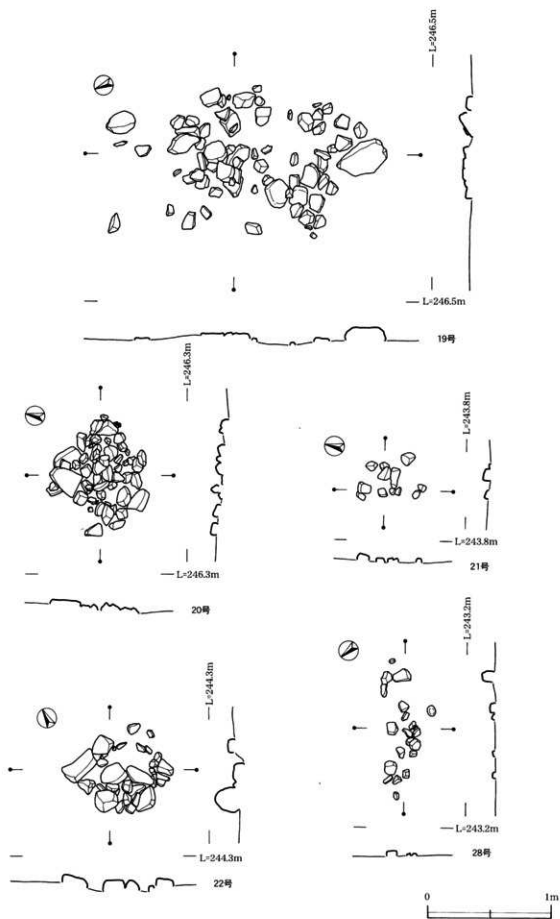 L=246.5m
L=246.5m
19号
L=246.3m
L=246.3m
20号
L=243.8m
L=243.8m
21号
L=244.3m
L=244.3m
22号
L=243.2m
L=243.2m
28号
0 1m